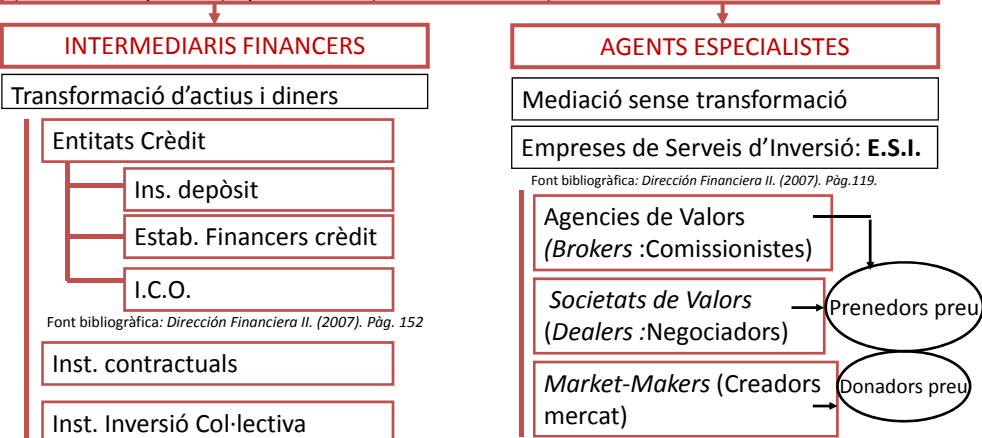 INTERMEDIARIS FINANCERS
Transformació d'actius i diners
Entitats Crèdit
Ins. depòsit
Estab. Financers crèdit
I.C.O.
Font bibliogràfica: Dirección Financiera II. (2007). Pàg. 152
Inst. contractuals
Inst. Inversió Col·lectiva
AGENTS ESPECIALISTES
Mediació sense transformació
Empreses de Serveis d'Inversió: E.S.I.
Font bibliogràfica: Dirección Financiera II. (2007). Pàg.119.
Agencies de Valors
(Brokers :Comissionistes)
Societats de Valors
(Dealers :Negociadors)
Market-Makers (Creadors
mercat)
Prenedors preu
Donadors preu